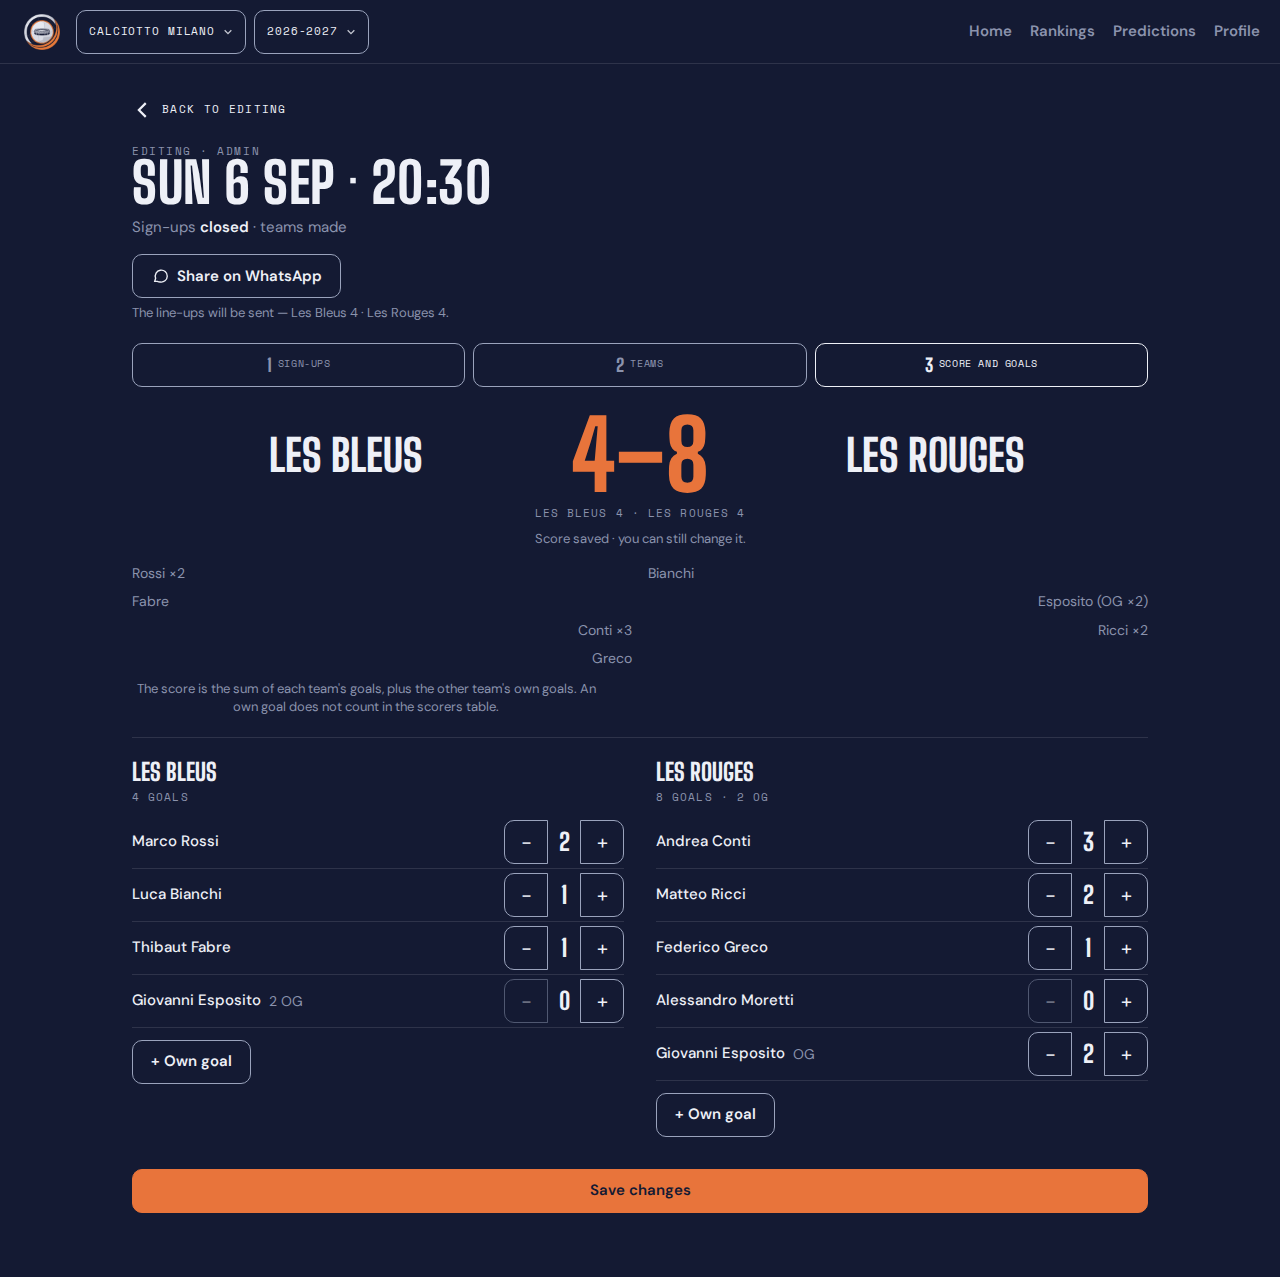 CALCIOTTO MILANO
2026-2027
Home
Rankings
Predictions
Profile
BACK TO EDITING
EDITING · ADMIN
SUN 6 SEP · 20:30
Sign-ups closed · teams made
Share on WhatsApp
The line-ups will be sent — Les Bleus 4 · Les Rouges 4.
1 SIGN-UPS
2 TEAMS
3 SCORE AND GOALS
LES BLEUS
4–8
LES ROUGES
LES BLEUS 4 · LES ROUGES 4
Score saved · you can still change it.
Rossi ×2
Bianchi
Fabre
Esposito (OG ×2)
Conti ×3
Ricci ×2
Greco
The score is the sum of each team's goals, plus the other team's own goals. An
own goal does not count in the scorers table.
LES BLEUS
4 GOALS
Marco Rossi − 2 +
Luca Bianchi − 1 +
Thibaut Fabre − 1 +
Giovanni Esposito 2 OG − 0 +
+ Own goal
LES ROUGES
8 GOALS · 2 OG
Andrea Conti − 3 +
Matteo Ricci − 2 +
Federico Greco − 1 +
Alessandro Moretti − 0 +
Giovanni Esposito OG − 2 +
+ Own goal
Save changes